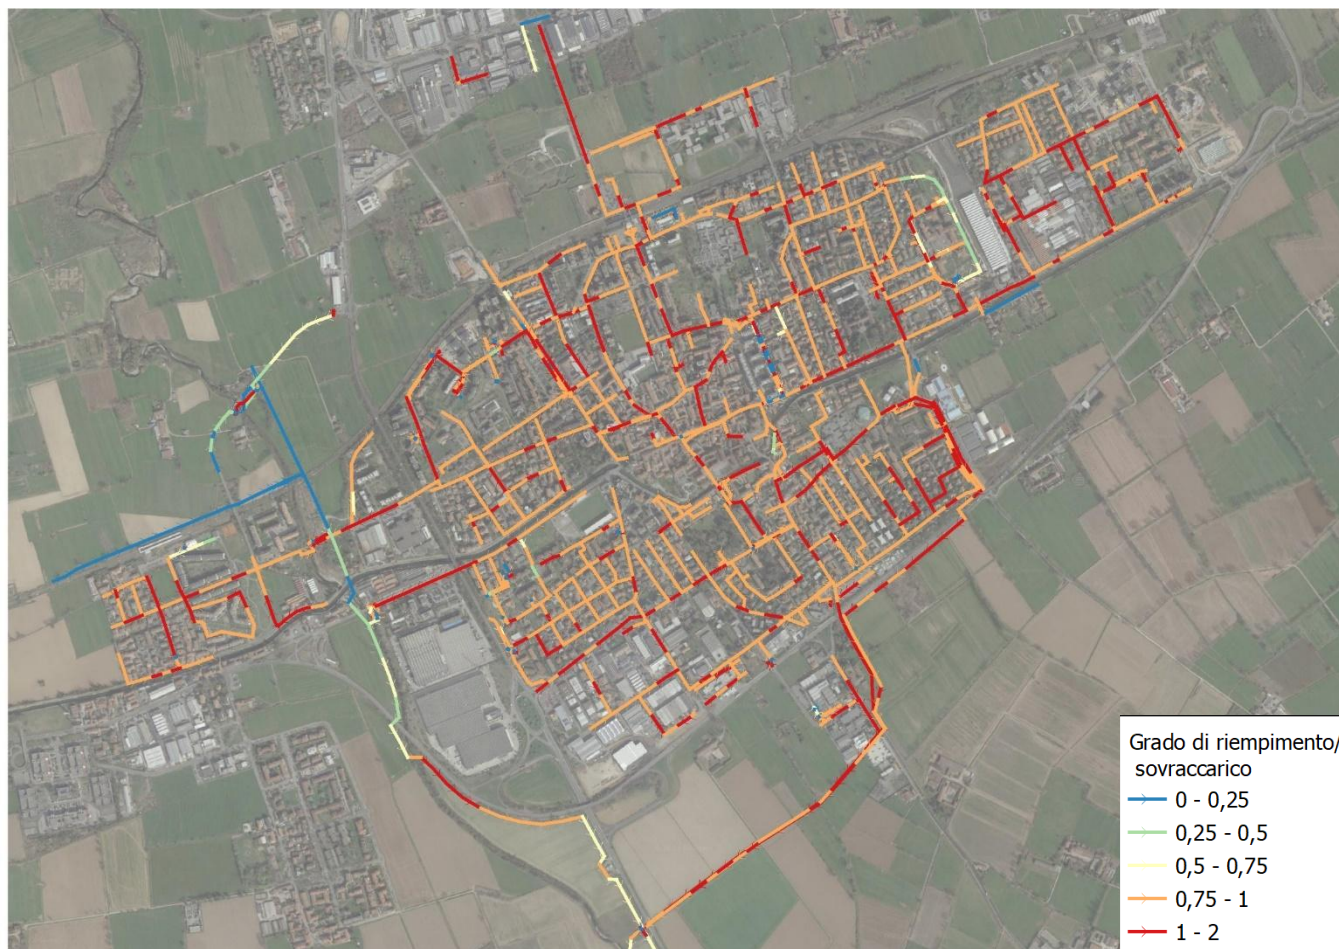 Grado di riempimento/
sovraccarico
0 - 0,25
0,25 - 0,5
0,5 - 0,75
0,75 - 1
1 - 2